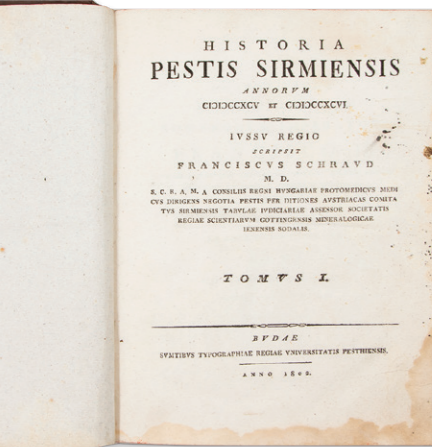 HISTORIA
PESTIS SIRMIENSIS
ANNORVM
CIƆIƆCCXCV ET CIƆIƆCCXCVI
IVSSV REGIO
SCRIPSIT
FRANCISCVS SCHRAVD
M. D.
S. C. R. A. M. A CONSILIIS REGNI HVNGARIAE PROTOMEDICVS MEDI
CVS DIRIGENS NEGOTIA PESTIS PER DITIONES AVSTRIACAS COMITA
TVS SIRMIENSIS TABVLAE IVDICIARIAE ASSESSOR SOCIETATIS
REGIAE SCIENTIARVM GOTTINGENSIS MINERALOGICAE
IENENSIS SODALIS.
TOMVS I.
BVDAE
SVMTIBVS TYPOGRAPHIAE REGIAE VNIVERSITATIS PESTHIENSIS.
ANNO